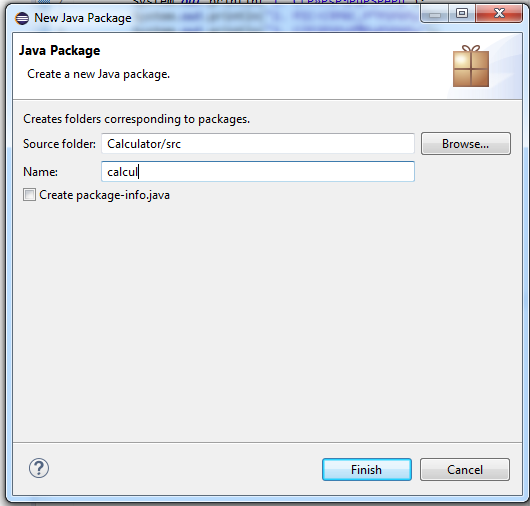 New Java Package
Java Package
Create a new Java package.
Creates folders corresponding to packages.
Source folder: Calculator/src Browse...
Name: calcul
Create package-info.java
? Finish Cancel